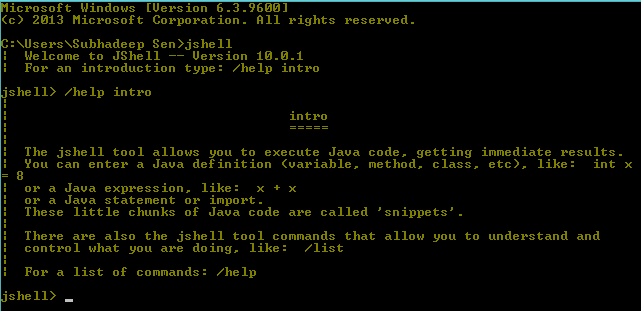 Microsoft Windows [Version 6.3.9600]
(c) 2013 Microsoft Corporation. All rights reserved.
C:\Users\Subhadeep Sen>jshell
|  Welcome to JShell -- Version 10.0.1
|  For an introduction type: /help intro
jshell> /help intro
|
|                                   intro
|                                   =====
|
|  The jshell tool allows you to execute Java code, getting immediate results.
|  You can enter a Java definition (variable, method, class, etc), like:  int x
= 8
|  or a Java expression, like:  x + x
|  or a Java statement or import.
|  These little chunks of Java code are called 'snippets'.
|
|  There are also the jshell tool commands that allow you to understand and
|  control what you are doing, like:  /list
|
|  For a list of commands: /help
jshell> _